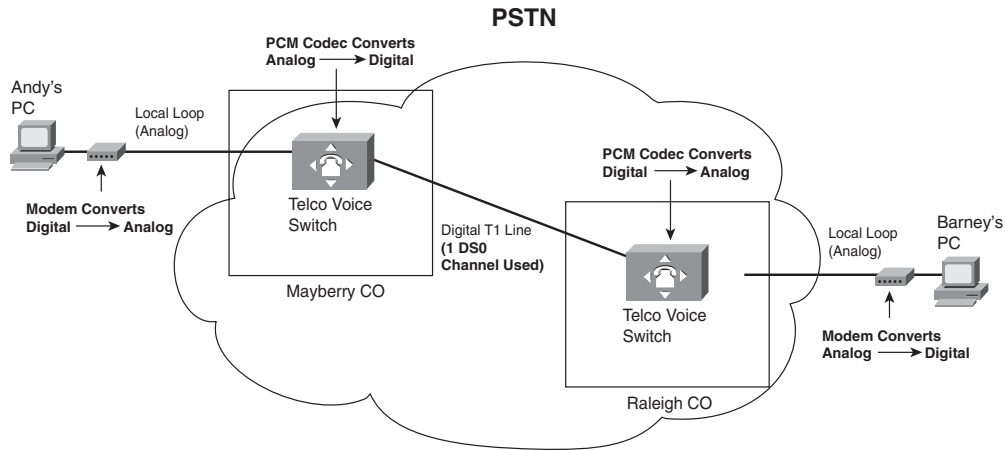 PSTN
PCM Codec Converts
Analog → Digital
Andy's
PC
Local Loop
(Analog)
Modem Converts
Digital → Analog
Telco Voice
Switch
Mayberry CO
Digital T1 Line
(1 DS0
Channel Used)
PCM Codec Converts
Digital → Analog
Telco Voice
Switch
Raleigh CO
Local Loop
(Analog)
Barney's
PC
Modem Converts
Analog → Digital